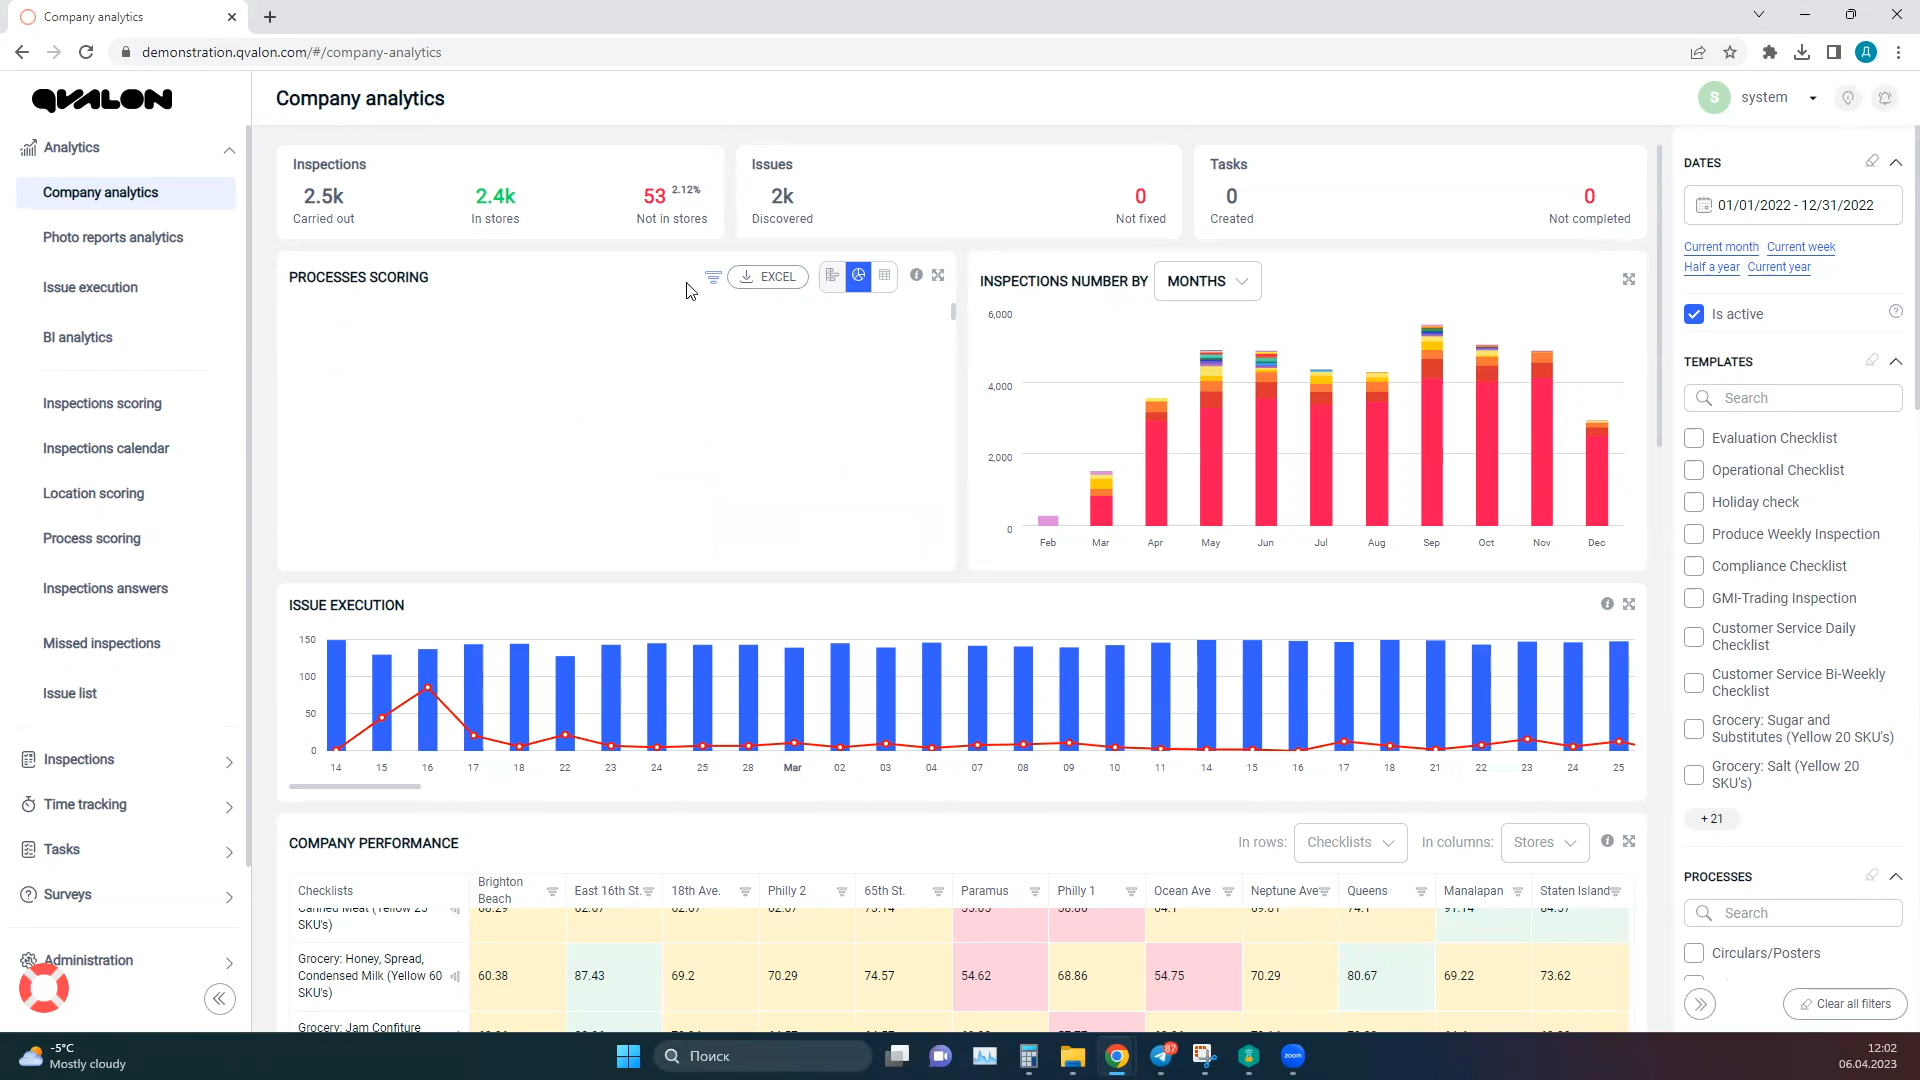 Company analytics
demonstration.qvalon.com/#/company-analytics
Д
QVALON
Company analytics
S
system
Analytics
Company analytics
Photo reports analytics
Issue execution
BI analytics
Inspections scoring
Inspections calendar
Location scoring
Process scoring
Inspections answers
Missed inspections
Issue list
Inspections
Time tracking
Tasks
Surveys
Administration
Inspections
2.5k
2.4k
53 2.12%
Carried out
In stores
Not in stores
Issues
2k
0
Discovered
Not fixed
Tasks
0
0
Created
Not completed
PROCESSES SCORING
EXCEL
INSPECTIONS NUMBER BY
MONTHS
6,000
4,000
2,000
0
Feb Mar Apr May Jun Jul Aug Sep Oct Nov Dec
ISSUE EXECUTION
150
100
50
0
14 15 16 17 18 22 23 24 25 28 Mar 02 03 04 07 08 09 10 11 14 15 16 17 18 21 22 23 24 25
COMPANY PERFORMANCE
In rows:
Checklists
In columns:
Stores
Checklists
Brighton
Beach
East 16th St.
18th Ave.
Philly 2
65th St.
Paramus
Philly 1
Ocean Ave
Neptune Ave
Queens
Manalapan
Staten Island
SKU's)
Grocery: Honey, Spread,
Condensed Milk (Yellow 60
SKU's)
60.38 87.43 69.2 70.29 74.57 54.62 68.86 54.75 70.29 80.67 69.22 73.62
Grocery: Jam Confiture
DATES
01/01/2022 - 12/31/2022
Current month Current week
Half a year Current year
Is active
TEMPLATES
Search
Evaluation Checklist
Operational Checklist
Holiday check
Produce Weekly Inspection
Compliance Checklist
GMI-Trading Inspection
Customer Service Daily
Checklist
Customer Service Bi-Weekly
Checklist
Grocery: Sugar and
Substitutes (Yellow 20 SKU's)
Grocery: Salt (Yellow 20
SKU's)
+ 21
PROCESSES
Search
Circulars/Posters
Clear all filters
-5°C
Mostly cloudy
Поиск
87
zoom
12:02
06.04.2023